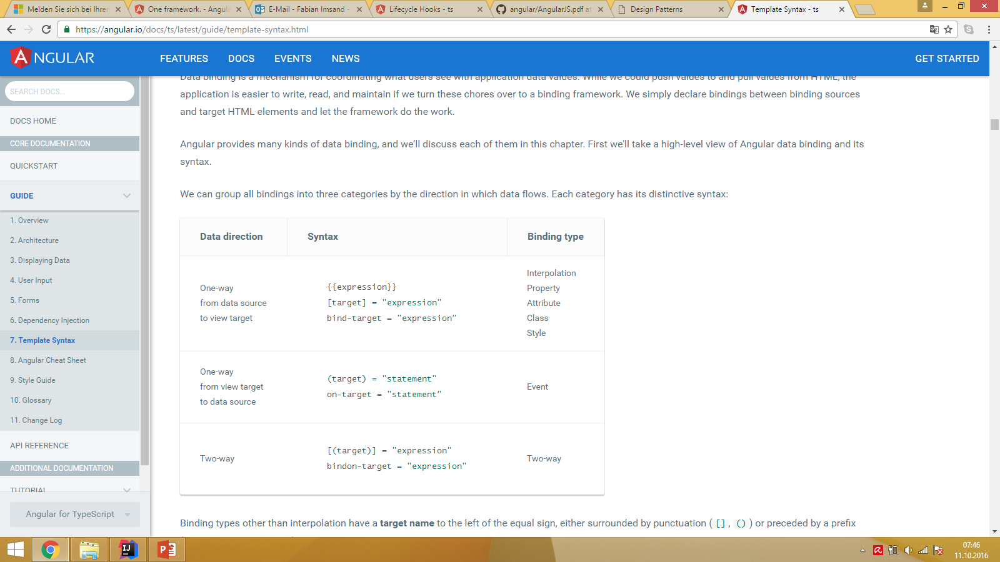 Melden Sie sich bei Ihren
One framework. - Angula
E-Mail - Fabian Imsand -
Lifecycle Hooks - ts
angular/AngularJS.pdf at
Design Patterns
Template Syntax - ts
https://angular.io/docs/ts/latest/guide/template-syntax.html
ANGULAR
FEATURES
DOCS
EVENTS
NEWS
GET STARTED
SEARCH DOCS...
DOCS HOME
CORE DOCUMENTATION
QUICKSTART
GUIDE
1. Overview
2. Architecture
3. Displaying Data
4. User Input
5. Forms
6. Dependency Injection
7. Template Syntax
8. Angular Cheat Sheet
9. Style Guide
10. Glossary
11. Change Log
API REFERENCE
ADDITIONAL DOCUMENTATION
TUTORIAL
Angular for TypeScript
Data binding is a mechanism for coordinating what users see with application data values. While we could push values to and pull values from HTML, the
application is easier to write, read, and maintain if we turn these chores over to a binding framework. We simply declare bindings between binding sources
and target HTML elements and let the framework do the work.
Angular provides many kinds of data binding, and we'll discuss each of them in this chapter. First we'll take a high-level view of Angular data binding and its
syntax.
We can group all bindings into three categories by the direction in which data flows. Each category has its distinctive syntax:
Data direction
Syntax
Binding type
One-way
from data source
to view target
{{expression}}
[target] = "expression"
bind-target = "expression"
Interpolation
Property
Attribute
Class
Style
One-way
from view target
to data source
(target) = "statement"
on-target = "statement"
Event
Two-way
[(target)] = "expression"
bindon-target = "expression"
Two-way
Binding types other than interpolation have a target name to the left of the equal sign, either surrounded by punctuation ( [], () ) or preceded by a prefix
07:46
11.10.2016